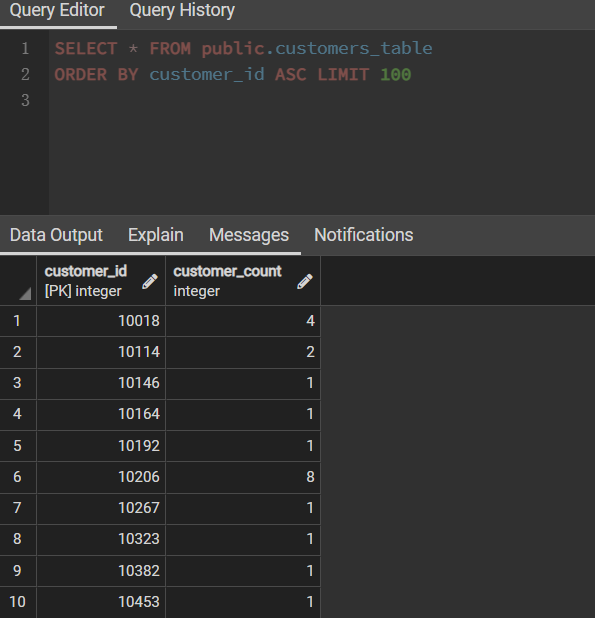 Query Editor Query History
1 SELECT * FROM public.customers_table
2 ORDER BY customer_id ASC LIMIT 100
3
Data Output Explain Messages Notifications
customer_id customer_count
[PK] integer integer
1 10018 4
2 10114 2
3 10146 1
4 10164 1
5 10192 1
6 10206 8
7 10267 1
8 10323 1
9 10382 1
10 10453 1